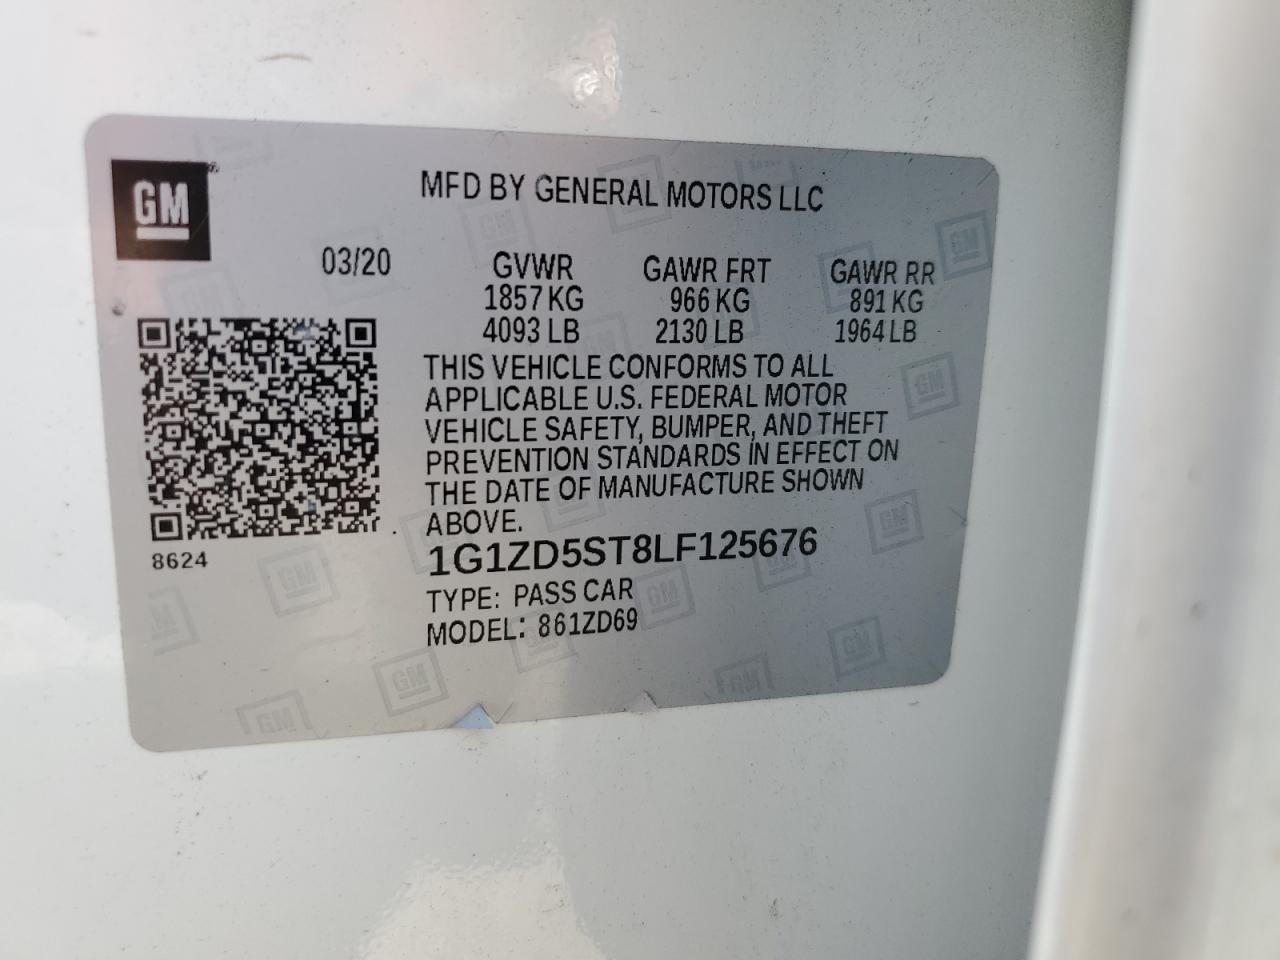 GM
MFD BY GENERAL MOTORS LLC
03/20
GVWR GAWR FRT GAWR RR
1857 KG 966 KG 891 KG
4093 LB 2130 LB 1964 LB
THIS VEHICLE CONFORMS TO ALL
APPLICABLE U.S. FEDERAL MOTOR
VEHICLE SAFETY, BUMPER, AND THEFT
PREVENTION STANDARDS IN EFFECT ON
THE DATE OF MANUFACTURE SHOWN
ABOVE.
8624
1G1ZD5ST8LF125676
TYPE: PASS CAR
MODEL: 861ZD69